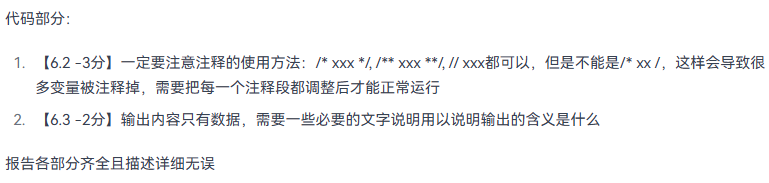 代码部分：
1. 【6.2 -3分】一定要注意注释的使用方法：/* xxx */, /** xxx **/, // xxx都可以，但是不能是/* xx /，这样会导致很
多变量被注释掉，需要把每一个注释段都调整后才能正常运行
2. 【6.3 -2分】输出内容只有数据，需要一些必要的文字说明用以说明输出的含义是什么
报告各部分齐全且描述详细无误